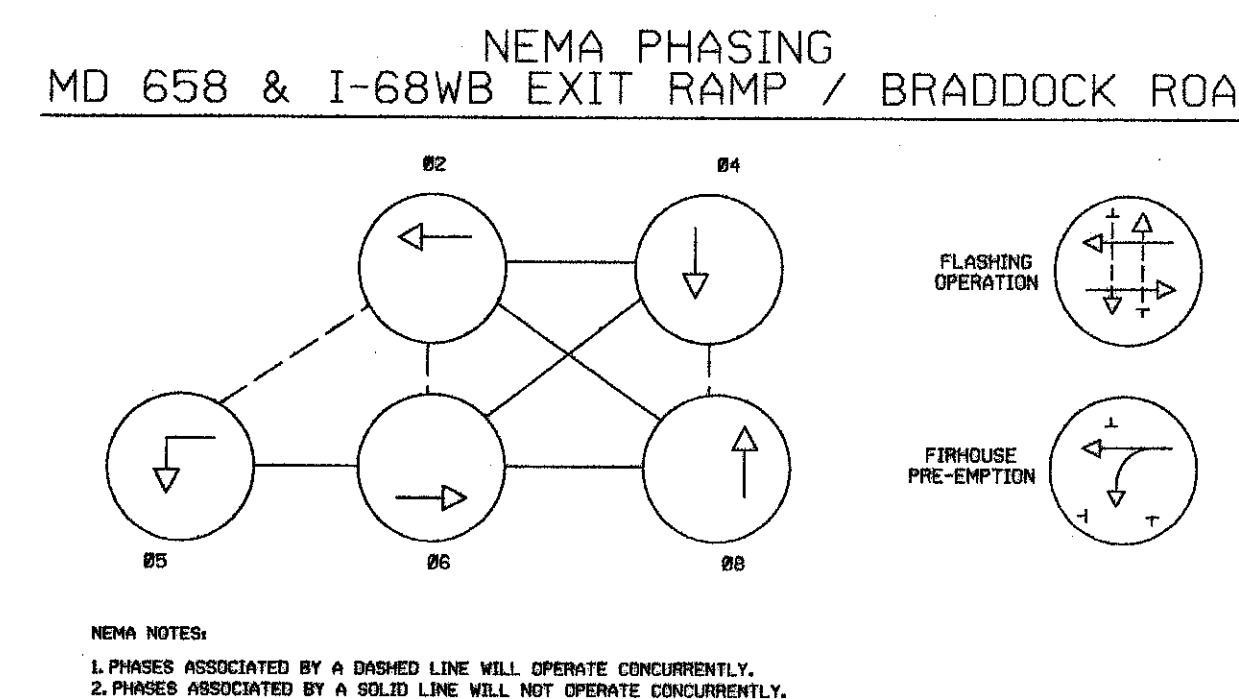 NEMA PHASING
MD 658 & I-68WB EXIT RAMP / BRADDOCK ROA
Ø2
Ø4
FLASHING
OPERATION
FIRHOUSE
PRE-EMPTION
Ø5
Ø6
Ø8
NEMA NOTES:
1. PHASES ASSOCIATED BY A DASHED LINE WILL OPERATE CONCURRENTLY.
2. PHASES ASSOCIATED BY A SOLID LINE WILL NOT OPERATE CONCURRENTLY.